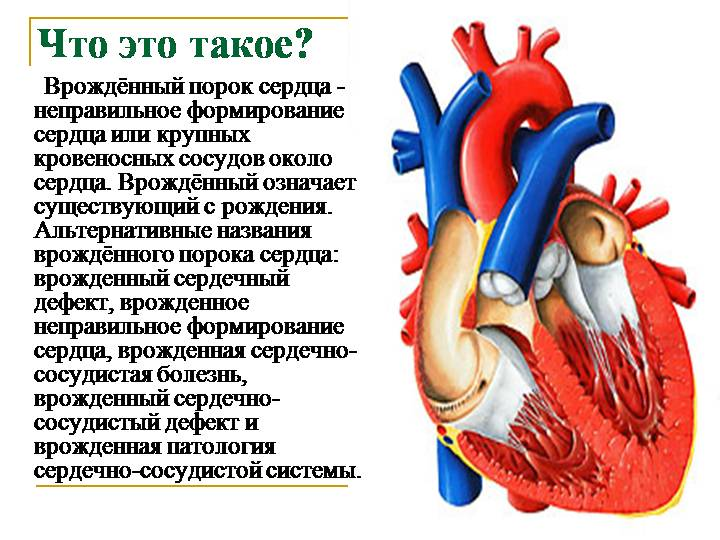 Что это такое?
Врождённый порок сердца -
неправильное формирование
сердца или крупных
кровеносных сосудов около
сердца. Врождённый означает
существующий с рождения.
Альтернативные названия
врождённого порока сердца:
врожденный сердечный
дефект, врожденное
неправильное формирование
сердца, врожденная сердечно-
сосудистая болезнь,
врожденный сердечно-
сосудистый дефект и
врожденная патология
сердечно-сосудистой системы.